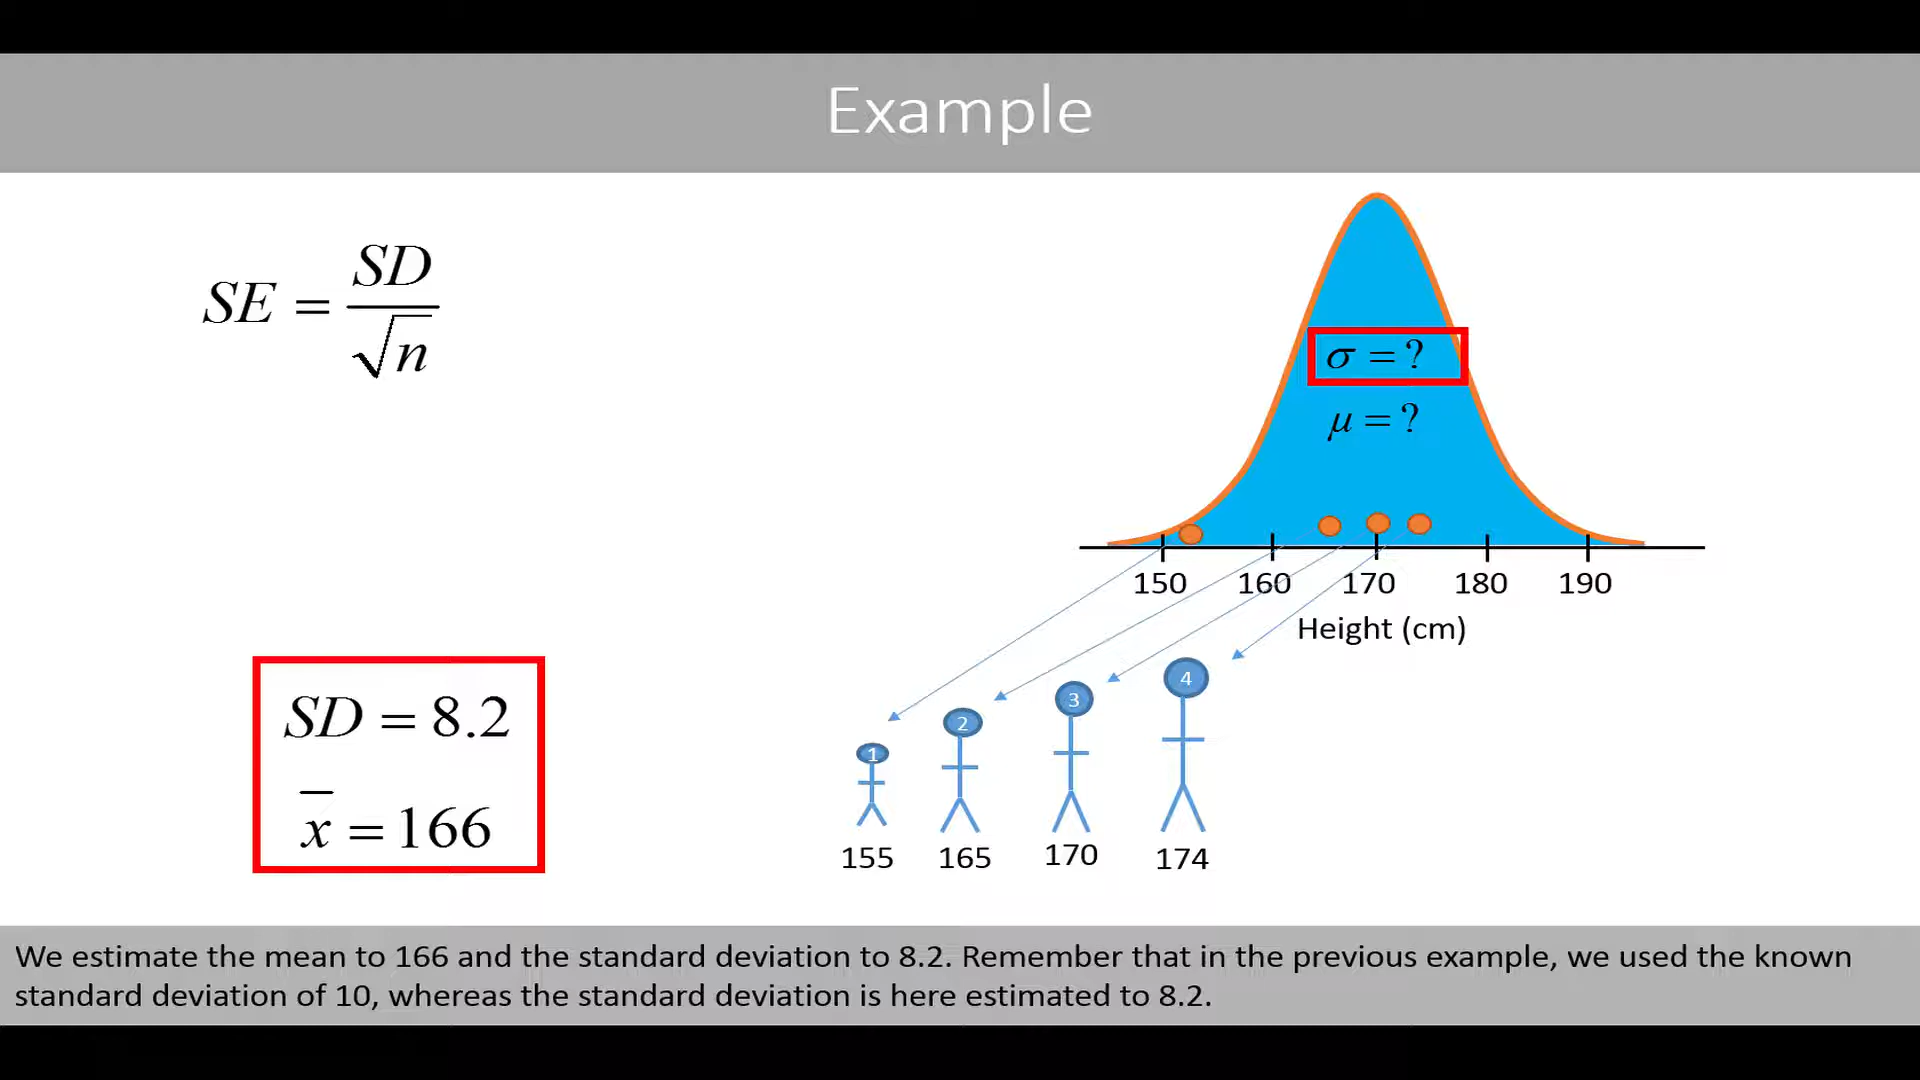 Example
SE = SD / √n
σ = ?
μ = ?
150 160 170 180 190
Height (cm)
SD = 8.2
x̄ = 166
1 2 3 4
155 165 170 174
We estimate the mean to 166 and the standard deviation to 8.2. Remember that in the previous example, we used the known
standard deviation of 10, whereas the standard deviation is here estimated to 8.2.